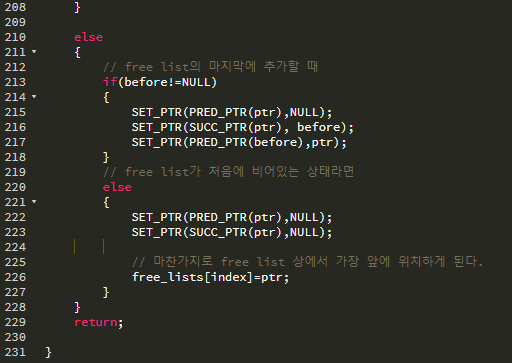 208 }
209
210 else
211 {
212 // free list의 마지막에 추가할 때
213 if(before!=NULL)
214 {
215 SET_PTR(PRED_PTR(ptr),NULL);
216 SET_PTR(SUCC_PTR(ptr), before);
217 SET_PTR(PRED_PTR(before),ptr);
218 }
219 // free list가 처음에 비어있는 상태라면
220 else
221 {
222 SET_PTR(PRED_PTR(ptr),NULL);
223 SET_PTR(SUCC_PTR(ptr),NULL);
224
225 // 마찬가지로 free list 상에서 가장 앞에 위치하게 된다.
226 free_lists[index]=ptr;
227 }
228 }
229 return;
230
231 }